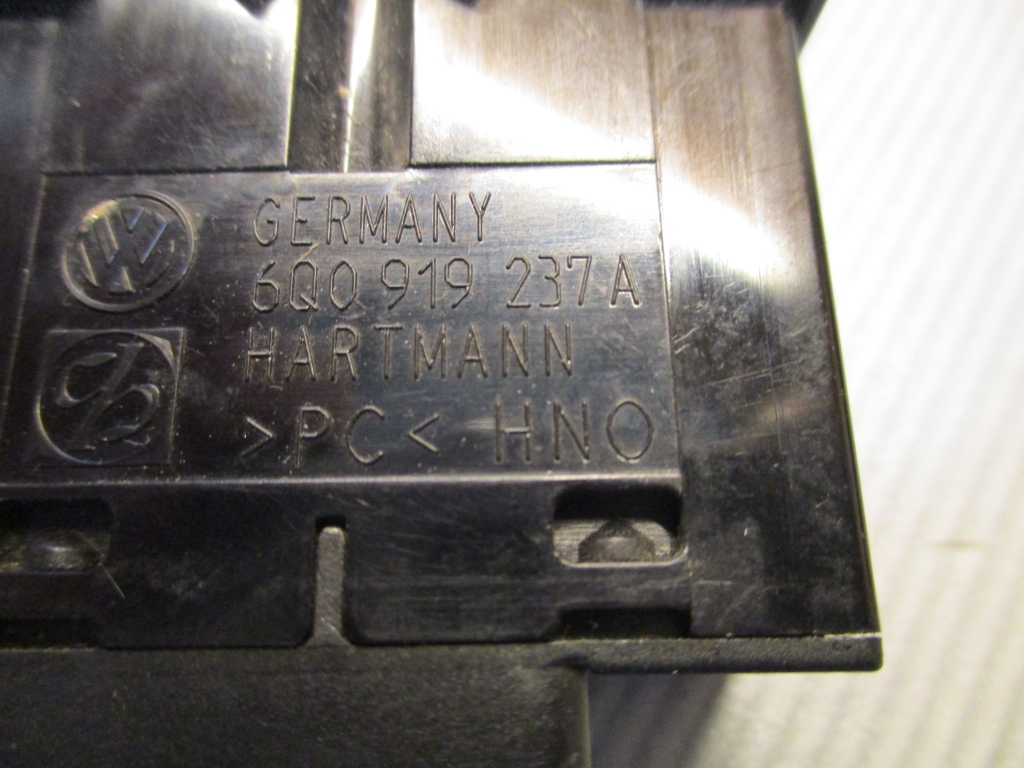 GERMANY
6Q0 919 237A
HARTMANN
>PC< HNO